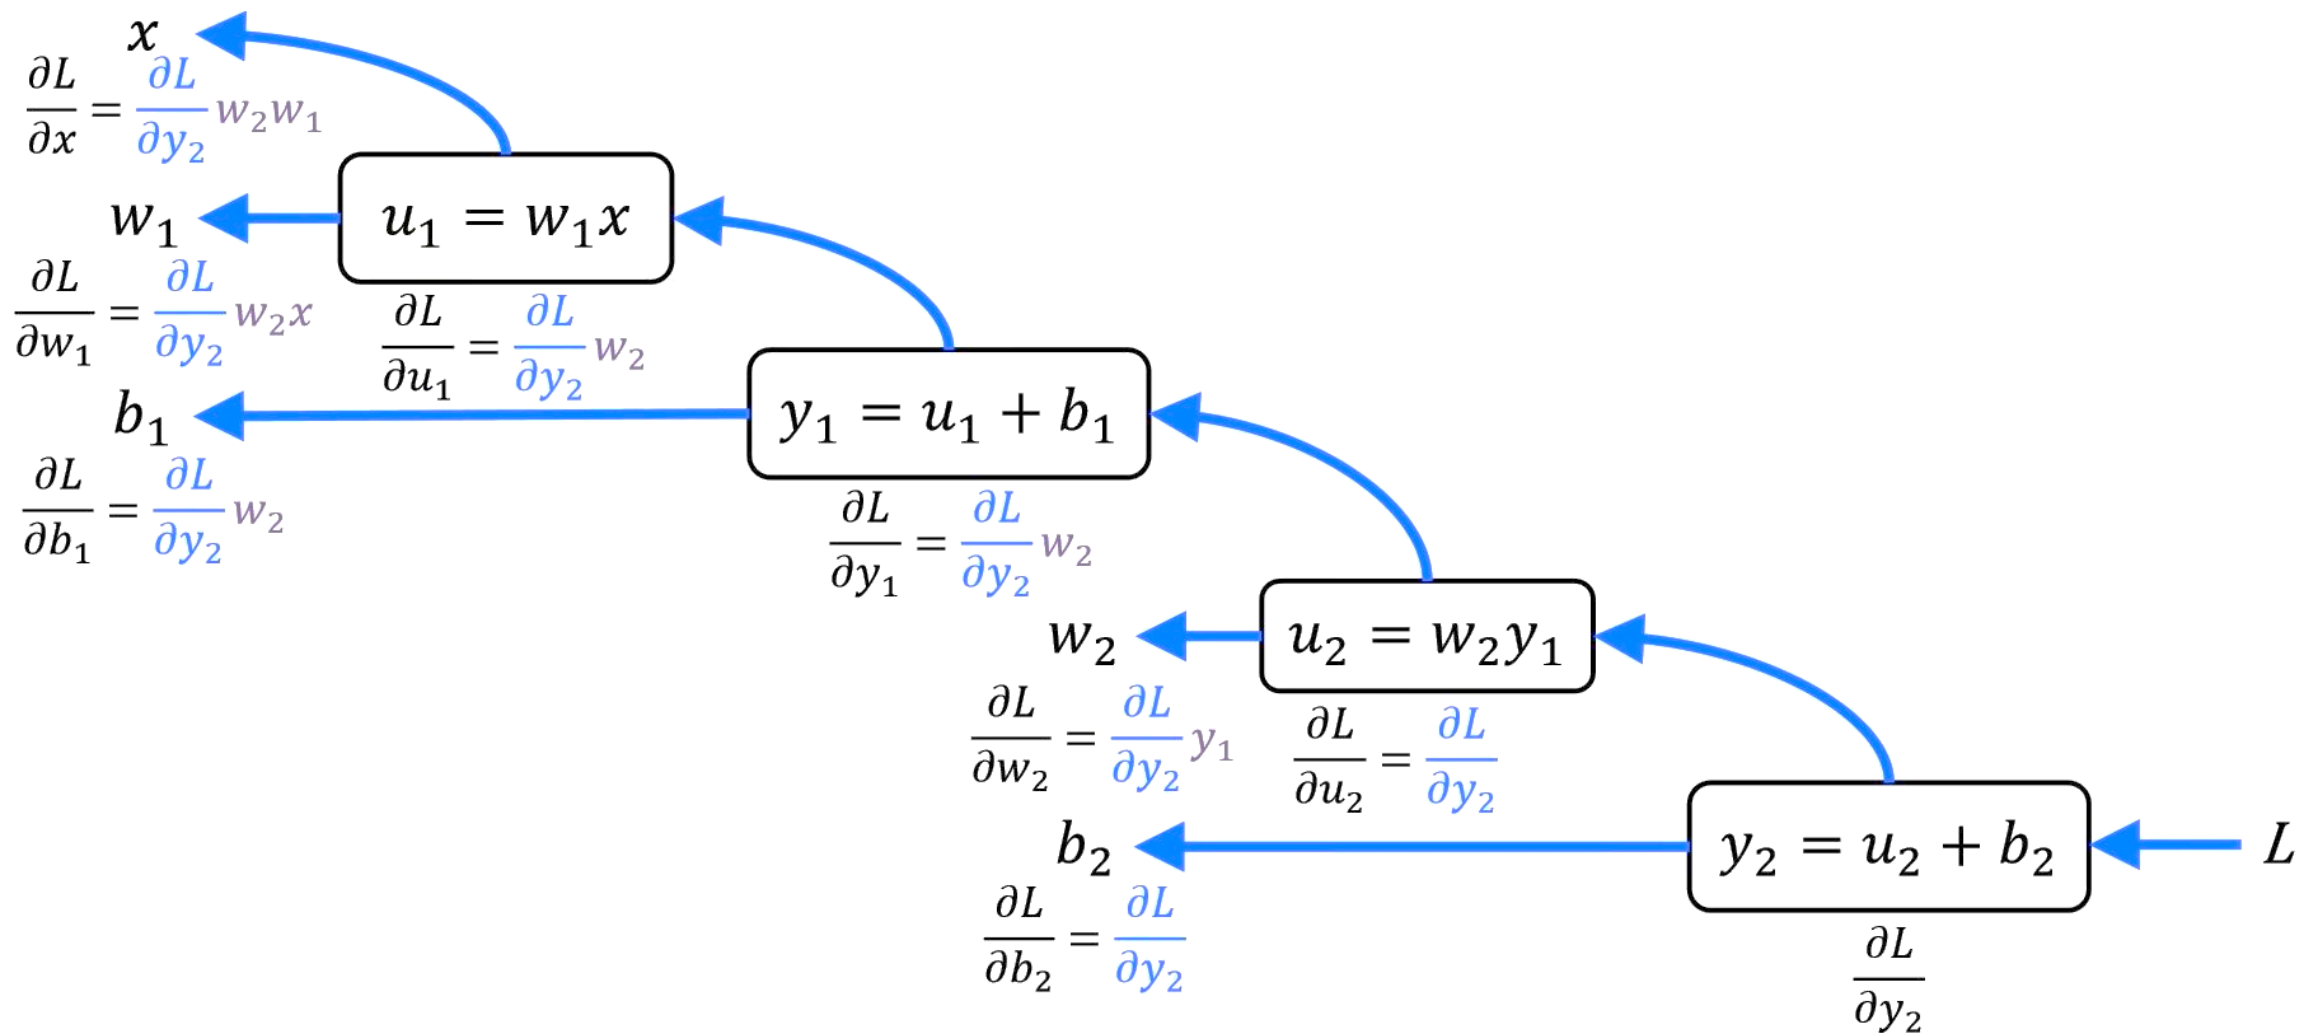 x
∂L/∂x = ∂L/∂y₂ w₂w₁
w₁
u₁ = w₁x
∂L/∂w₁ = ∂L/∂y₂ w₂x
∂L/∂u₁ = ∂L/∂y₂ w₂
b₁
y₁ = u₁ + b₁
∂L/∂b₁ = ∂L/∂y₂ w₂
∂L/∂y₁ = ∂L/∂y₂ w₂
w₂
u₂ = w₂y₁
∂L/∂w₂ = ∂L/∂y₂ y₁
∂L/∂u₂ = ∂L/∂y₂
b₂
y₂ = u₂ + b₂
L
∂L/∂b₂ = ∂L/∂y₂
∂L/∂y₂